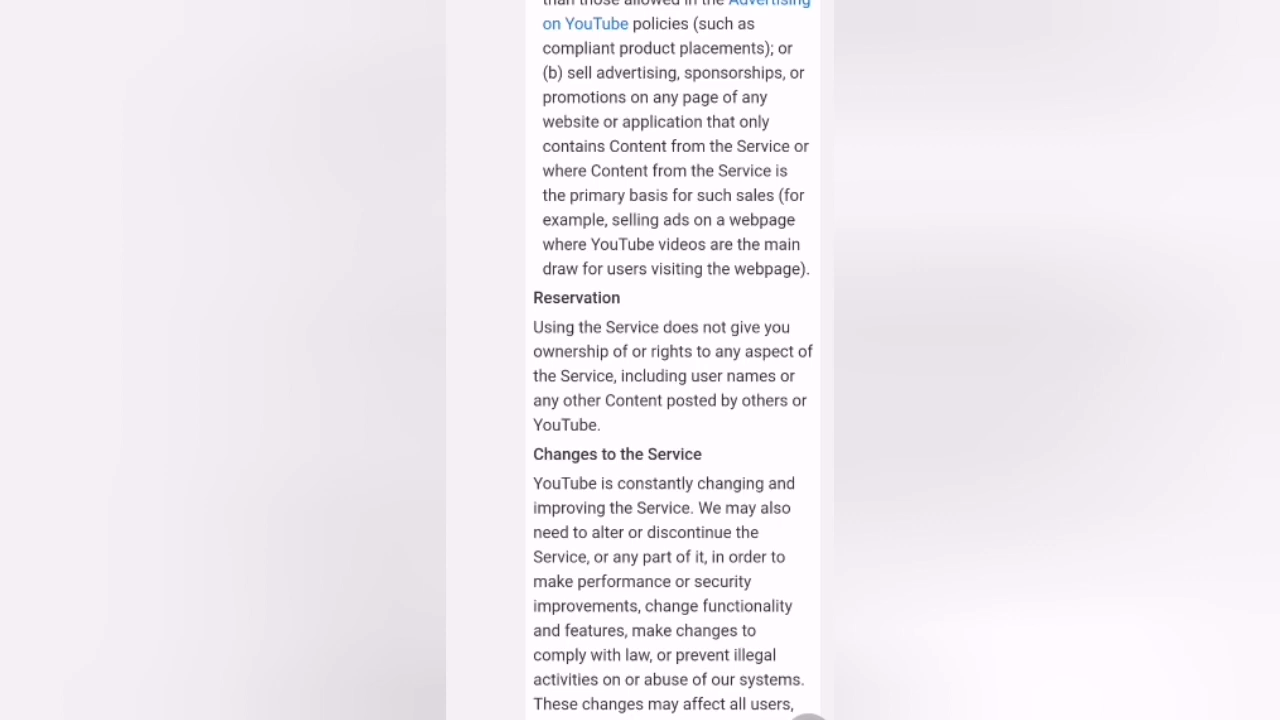 than those allowed in the Advertising
on YouTube policies (such as
compliant product placements); or
(b) sell advertising, sponsorships, or
promotions on any page of any
website or application that only
contains Content from the Service or
where Content from the Service is
the primary basis for such sales (for
example, selling ads on a webpage
where YouTube videos are the main
draw for users visiting the webpage).
Reservation
Using the Service does not give you
ownership of or rights to any aspect of
the Service, including user names or
any other Content posted by others or
YouTube.
Changes to the Service
YouTube is constantly changing and
improving the Service. We may also
need to alter or discontinue the
Service, or any part of it, in order to
make performance or security
improvements, change functionality
and features, make changes to
comply with law, or prevent illegal
activities on or abuse of our systems.
These changes may affect all users,